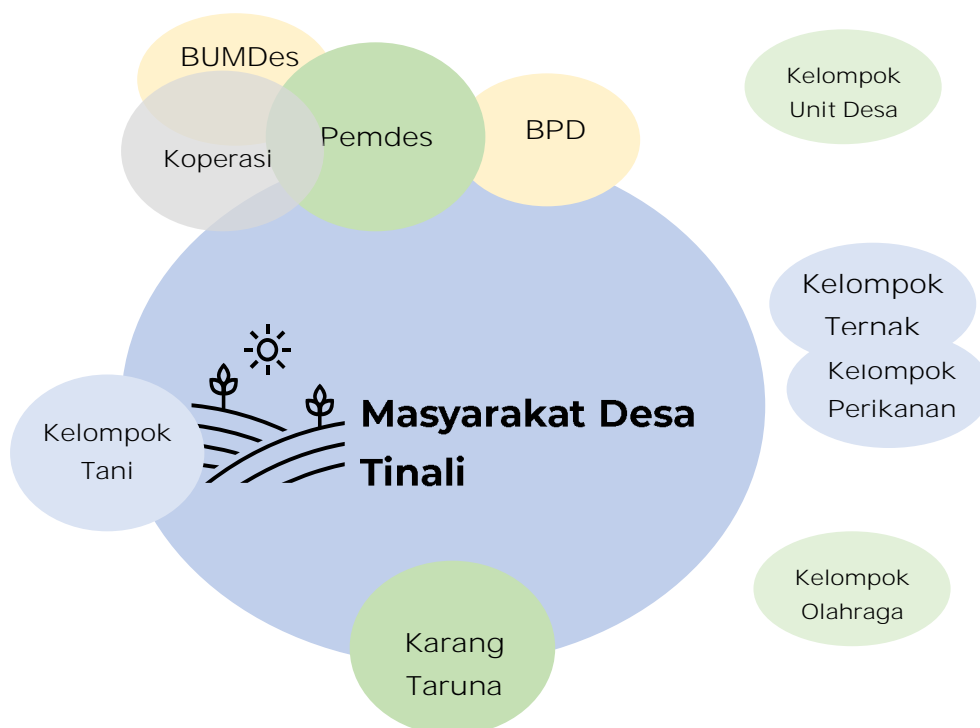 BUMDes
Koperasi
Pemdes
BPD
Kelompok
Unit Desa
Kelompok
Ternak
Kelompok
Perikanan
Kelompok
Tani
Masyarakat Desa
Tinali
Kelompok
Olahraga
Karang
Taruna